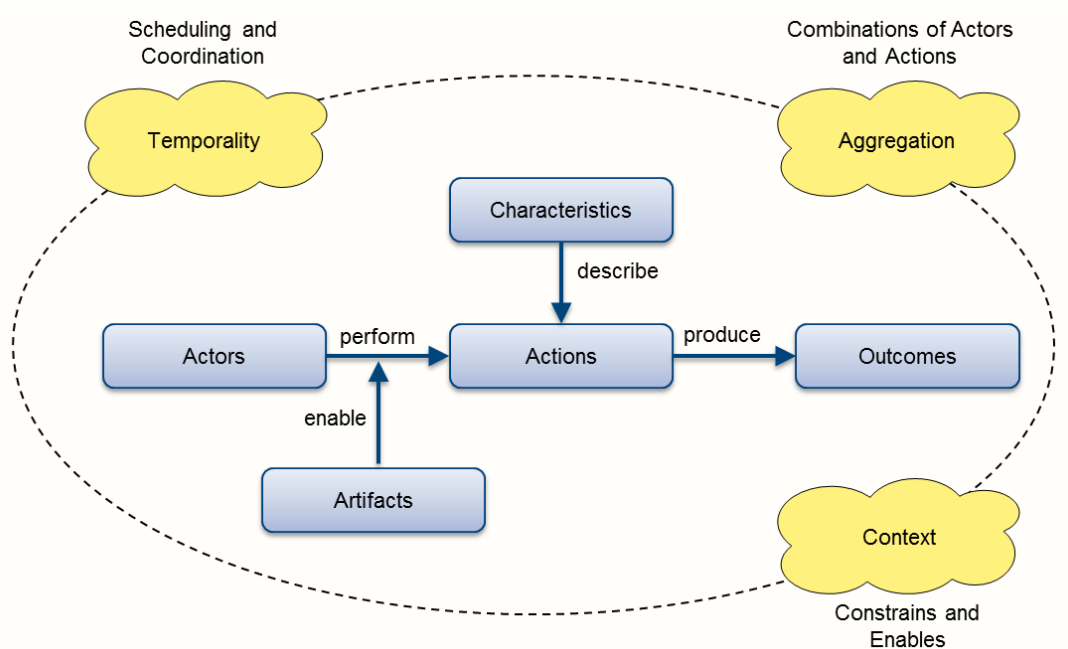 Scheduling and
Coordination
Combinations of Actors
and Actions
Temporality
Aggregation
Characteristics
describe
Actors
perform
Actions
produce
Outcomes
enable
Artifacts
Context
Constrains and
Enables